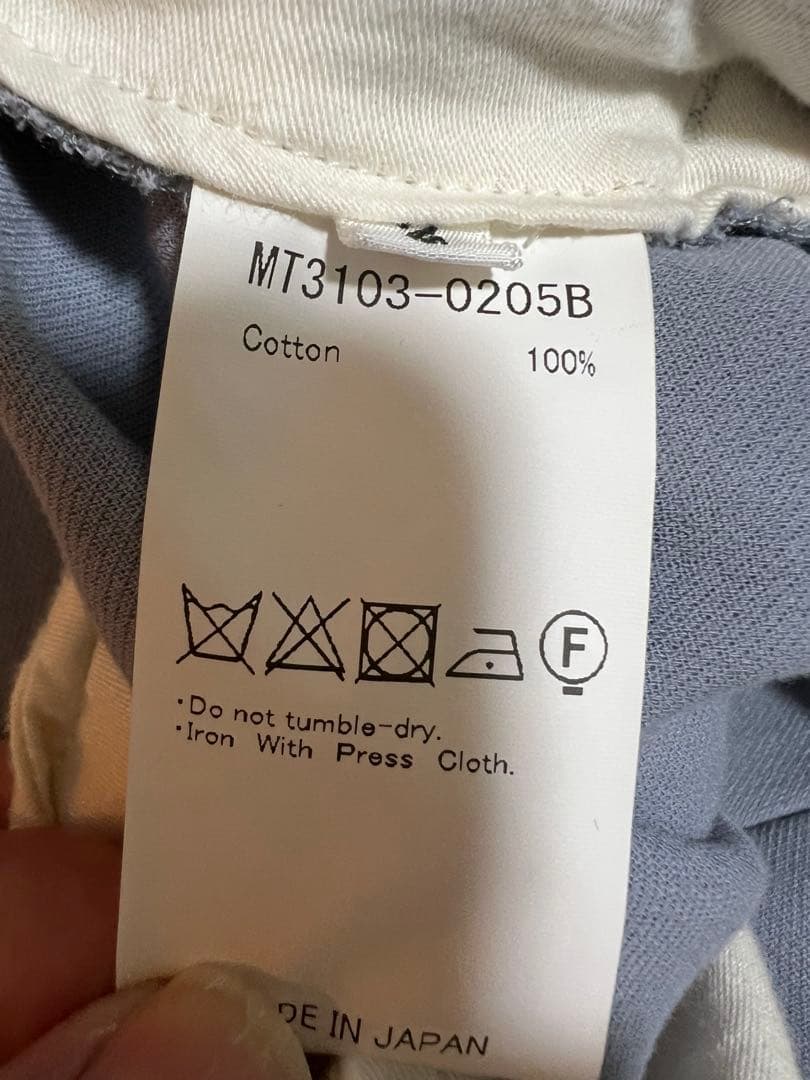 MT3103-0205B
Cotton 100%
F
・Do not tumble-dry.
・Iron With Press Cloth.
DE IN JAPAN